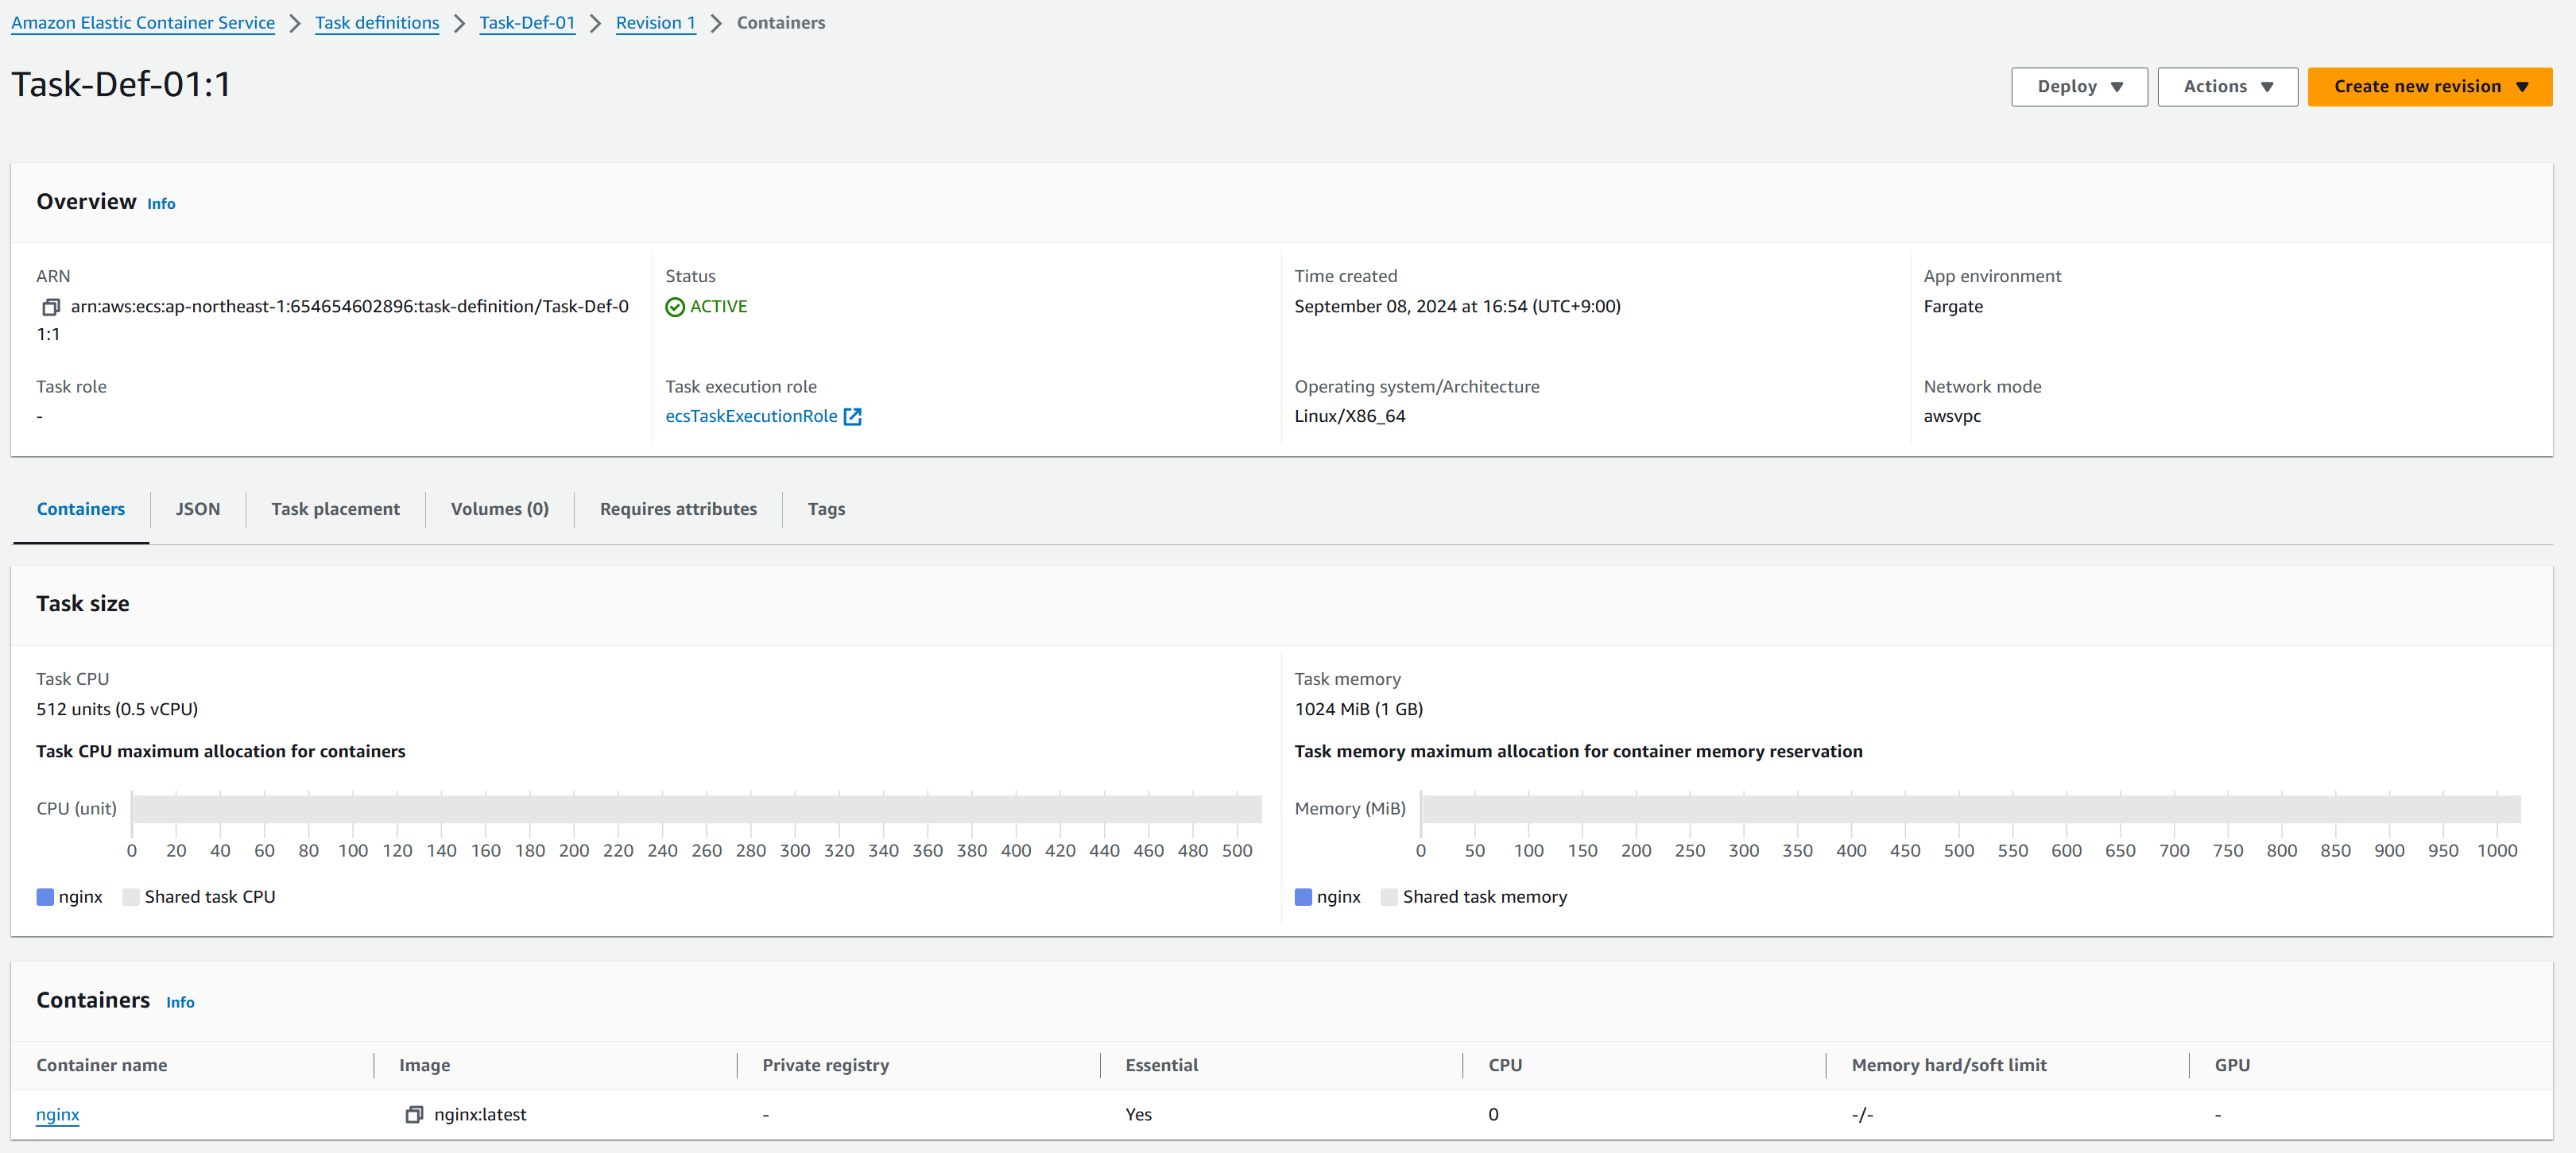 Amazon Elastic Container Service > Task definitions > Task-Def-01 > Revision 1 > Containers
Task-Def-01:1
Deploy ▼ Actions ▼ Create new revision ▼
Overview Info
ARN
arn:aws:ecs:ap-northeast-1:654654602896:task-definition/Task-Def-0
1:1
Status
ACTIVE
Time created
September 08, 2024 at 16:54 (UTC+9:00)
App environment
Fargate
Task role
-
Task execution role
ecsTaskExecutionRole
Operating system/Architecture
Linux/X86_64
Network mode
awsvpc
Containers JSON Task placement Volumes (0) Requires attributes Tags
Task size
Task CPU
512 units (0.5 vCPU)
Task CPU maximum allocation for containers
CPU (unit)
0 20 40 60 80 100 120 140 160 180 200 220 240 260 280 300 320 340 360 380 400 420 440 460 480 500
nginx Shared task CPU
Task memory
1024 MiB (1 GB)
Task memory maximum allocation for container memory reservation
Memory (MiB)
0 50 100 150 200 250 300 350 400 450 500 550 600 650 700 750 800 850 900 950 1000
nginx Shared task memory
Containers Info
Container name Image Private registry Essential CPU Memory hard/soft limit GPU
nginx nginx:latest - Yes 0 -/- -